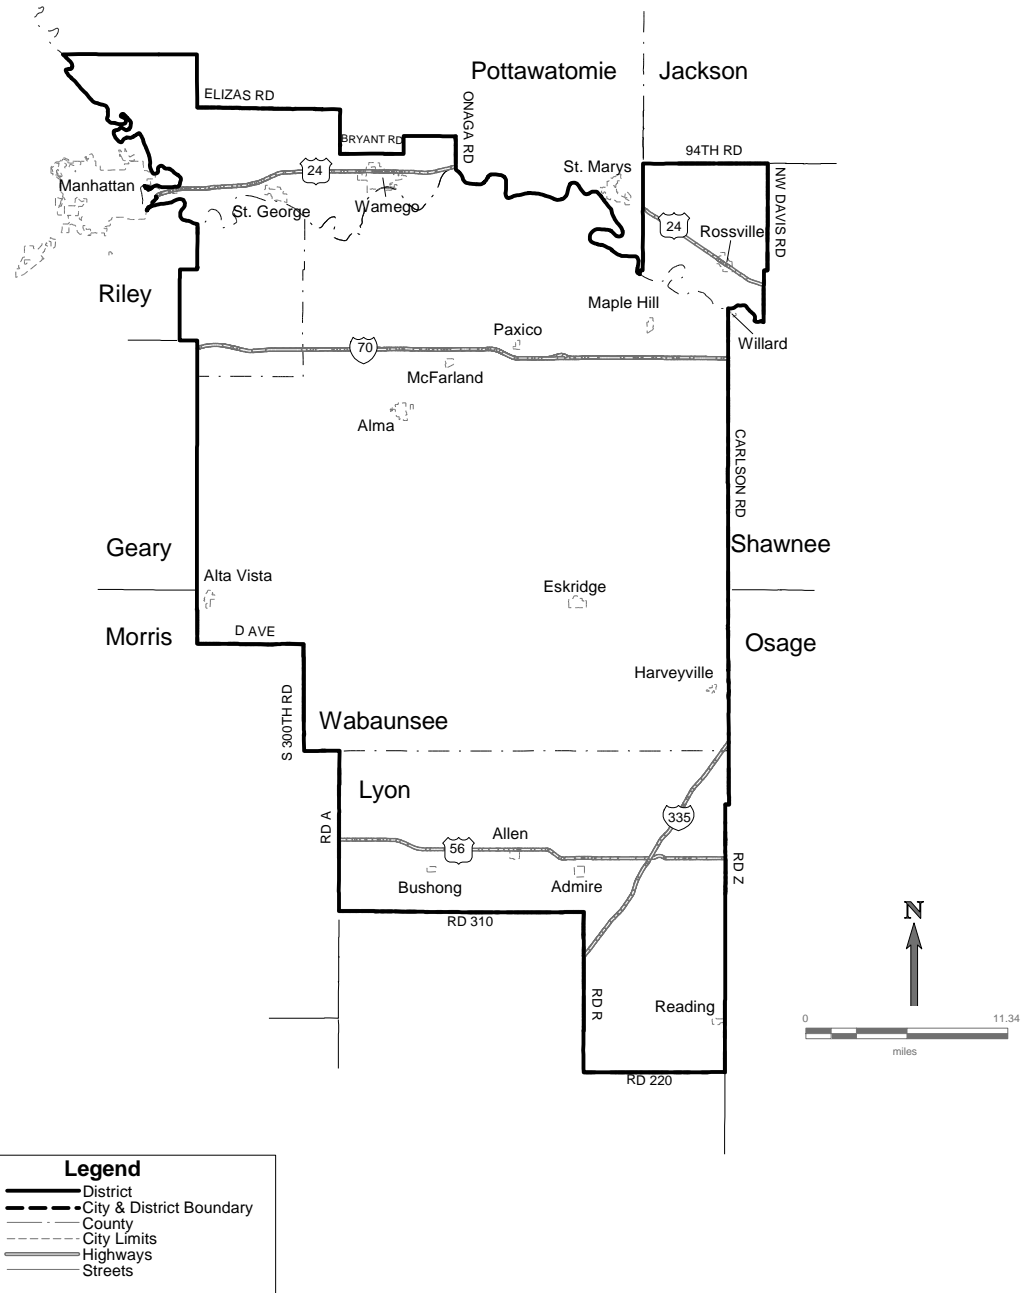 Pottawatomie
Jackson
ELIZAS RD
ONAGA RD
BRYANT RD
94TH RD
24
St. Marys
NW DAVIS RD
Manhattan
St. George
Wamego
24
Rossville
Riley
Maple Hill
Paxico
Willard
70
McFarland
Alma
CARLSON RD
Geary
Shawnee
Alta Vista
Eskridge
Morris
D AVE
Osage
Harveyville
S 300TH RD
Wabaunsee
Lyon
335
RD A
56
Allen
RD Z
Bushong
Admire
RD 310
N
RD R
Reading
0
11.34
miles
RD 220
Legend
District
City & District Boundary
County
City Limits
Highways
Streets